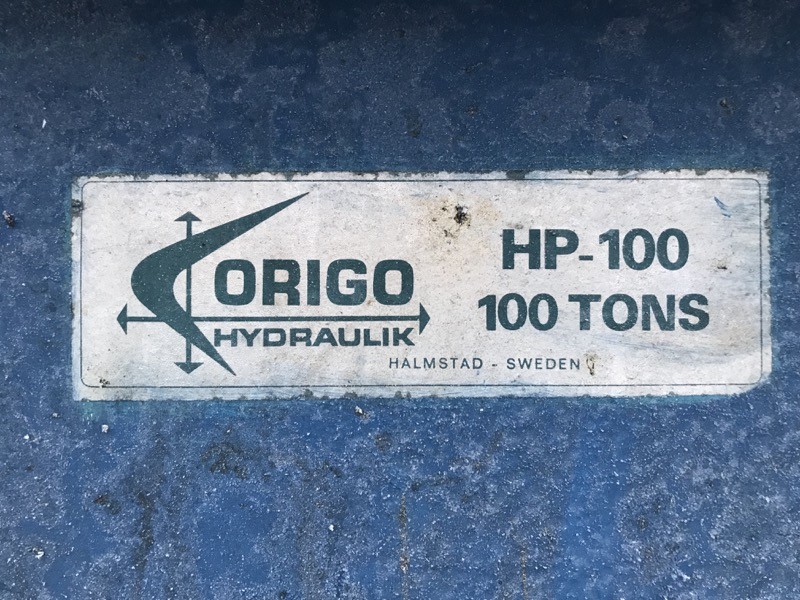 ORIGO
HYDRAULIK
HP-100
100 TONS
HALMSTAD - SWEDEN